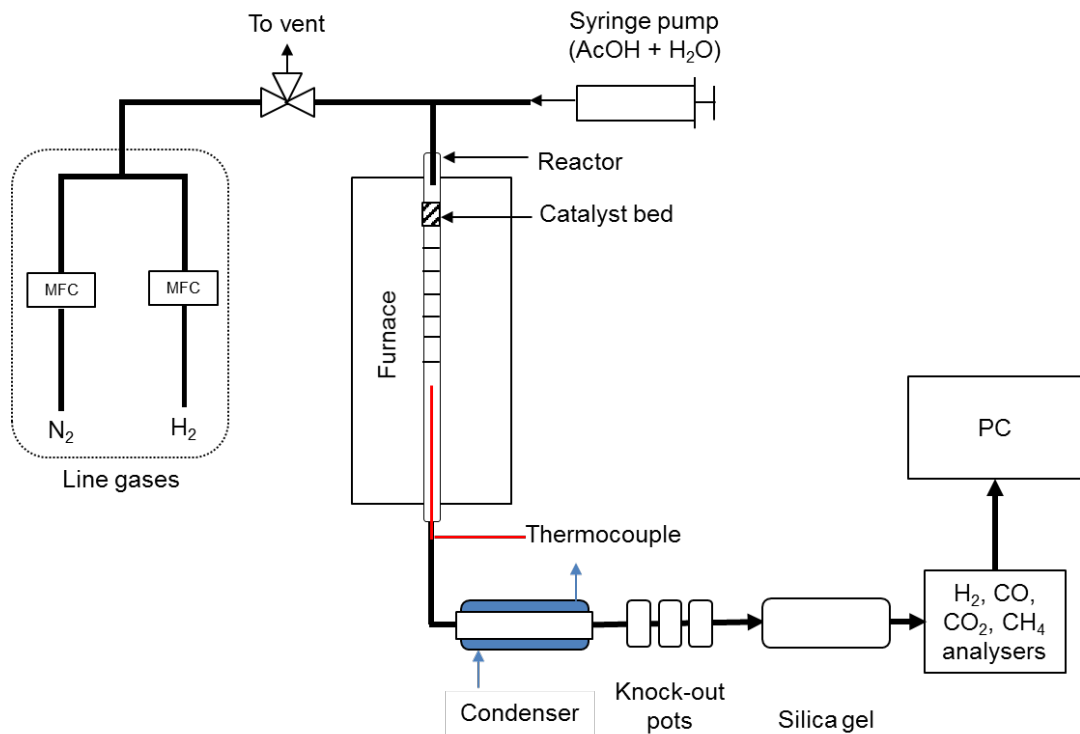 To vent
Syringe pump
(AcOH + H₂O)
Reactor
Catalyst bed
MFC
MFC
Furnace
N₂
H₂
Line gases
PC
Thermocouple
H₂, CO,
CO₂, CH₄
analysers
Knock-out
pots
Condenser
Silica gel